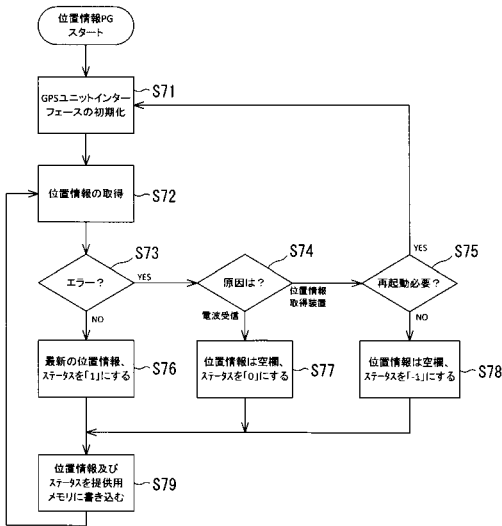 位置情報PG
スタート
GPSユニットインター
フェースの初期化
S71
位置情報の取得
S72
エラー？
S73
YES
NO
原因は？
S74
位置情報
取得装置
電波受信
再起動必要？
S75
YES
NO
最新の位置情報、
ステータスを「1」にする
S76
位置情報は空欄、
ステータスを「0」にする
S77
位置情報は空欄、
ステータスを「-1」にする
S78
位置情報及び
ステータスを提供用
メモリに書き込む
S79